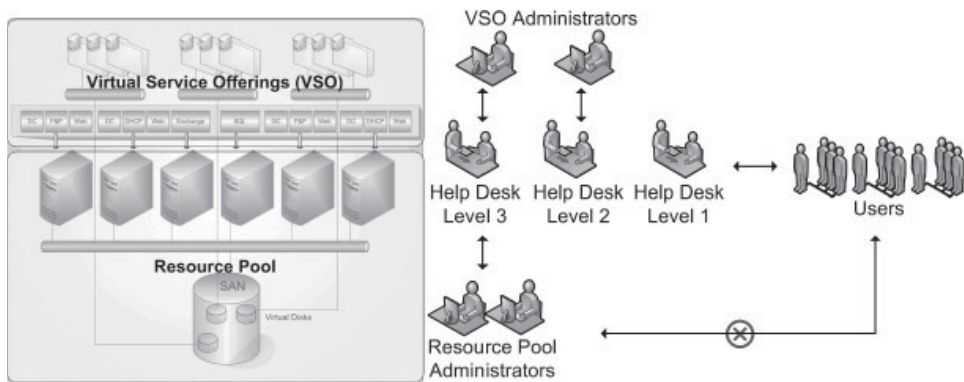 VSO Administrators
Virtual Service Offerings (VSO)
DC F&P Web DC DHCP Web Exchange SQL DC F&P Web DC DHCP Web
Help Desk
Level 3
Help Desk
Level 2
Help Desk
Level 1
Users
Resource Pool
SAN
Virtual Disks
Resource Pool
Administrators